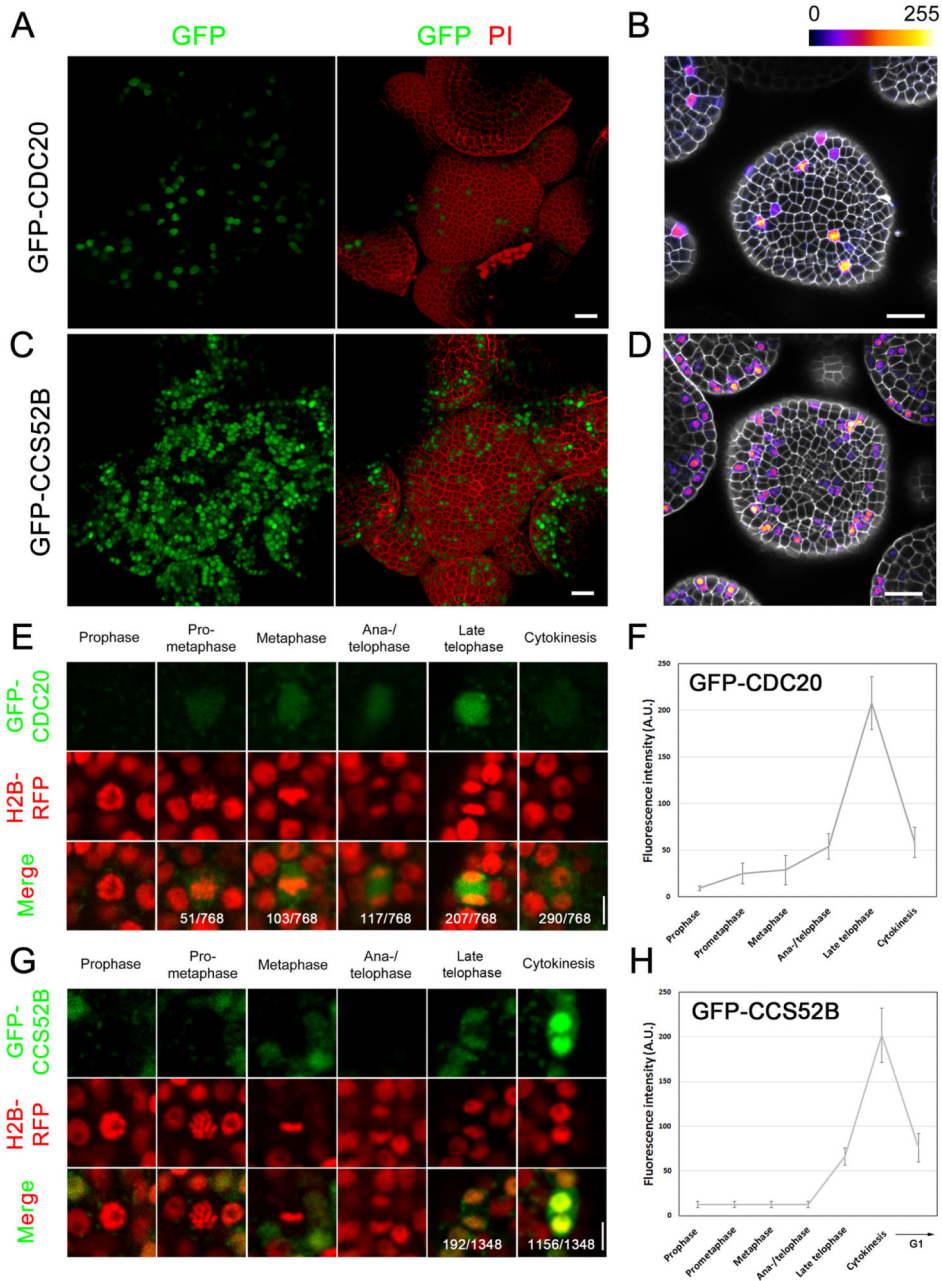 A
GFP
GFP PI
B
0
255
GFP-CDC20
C
D
GFP-CCS52B
E
Prophase
Pro-
metaphase
Metaphase
Ana-/
telophase
Late
telophase
Cytokinesis
GFP-
CDC20
H2B-
RFP
Merge
51/768
103/768
117/768
207/768
290/768
F
GFP-CDC20
Fluorescence intensity (A.U.)
250
200
150
100
50
0
Prophase
Prometaphase
Metaphase
Ana-/telophase
Late telophase
Cytokinesis
G
Prophase
Pro-
metaphase
Metaphase
Ana-/
telophase
Late
telophase
Cytokinesis
GFP-
CCS52B
H2B-
RFP
Merge
192/1348
1156/1348
H
GFP-CCS52B
Fluorescence intensity (A.U.)
250
200
150
100
50
0
Prophase
Prometaphase
Metaphase
Ana-/telophase
Late telophase
Cytokinesis
G1